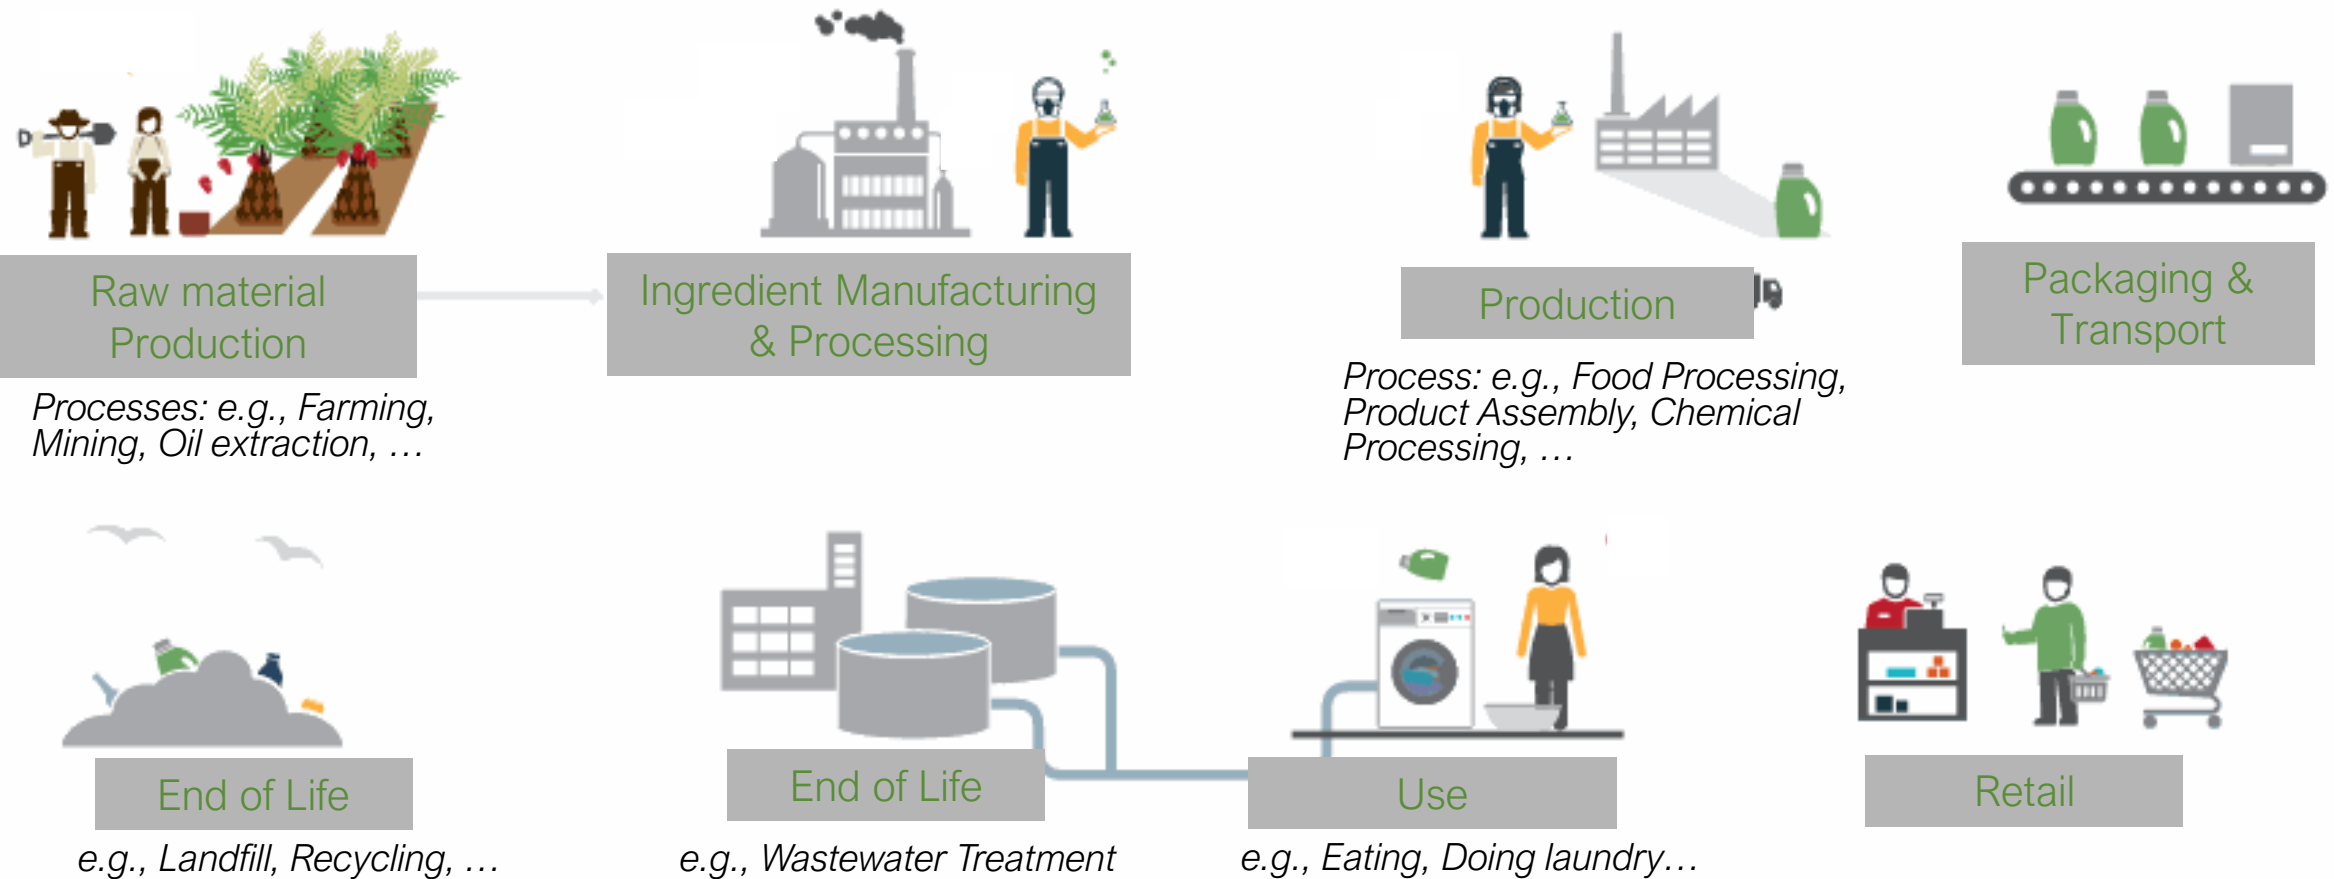 Raw material
Production
Ingredient Manufacturing
& Processing
Production
Packaging &
Transport
Processes: e.g., Farming,
Mining, Oil extraction, …
Process: e.g., Food Processing,
Product Assembly, Chemical
Processing, …
End of Life
End of Life
Use
Retail
e.g., Landfill, Recycling, …
e.g., Wastewater Treatment
e.g., Eating, Doing laundry…